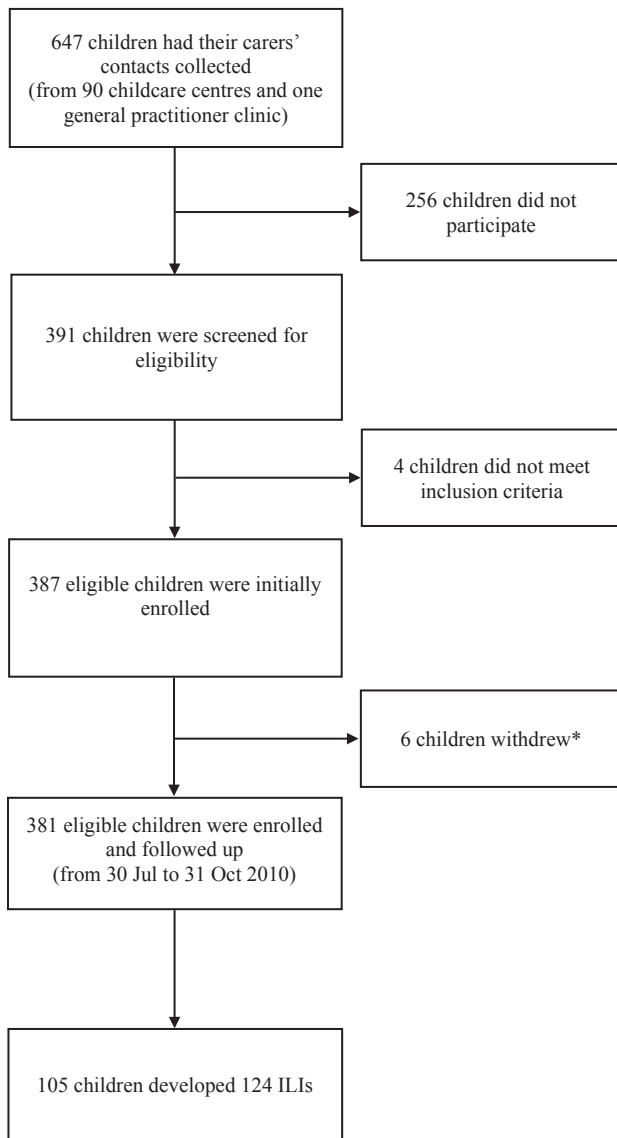 647 children had their carers’
contacts collected
(from 90 childcare centres and one
general practitioner clinic)
256 children did not
participate
391 children were screened for
eligibility
4 children did not meet
inclusion criteria
387 eligible children were initially
enrolled
6 children withdrew*
381 eligible children were enrolled
and followed up
(from 30 Jul to 31 Oct 2010)
105 children developed 124 ILIs